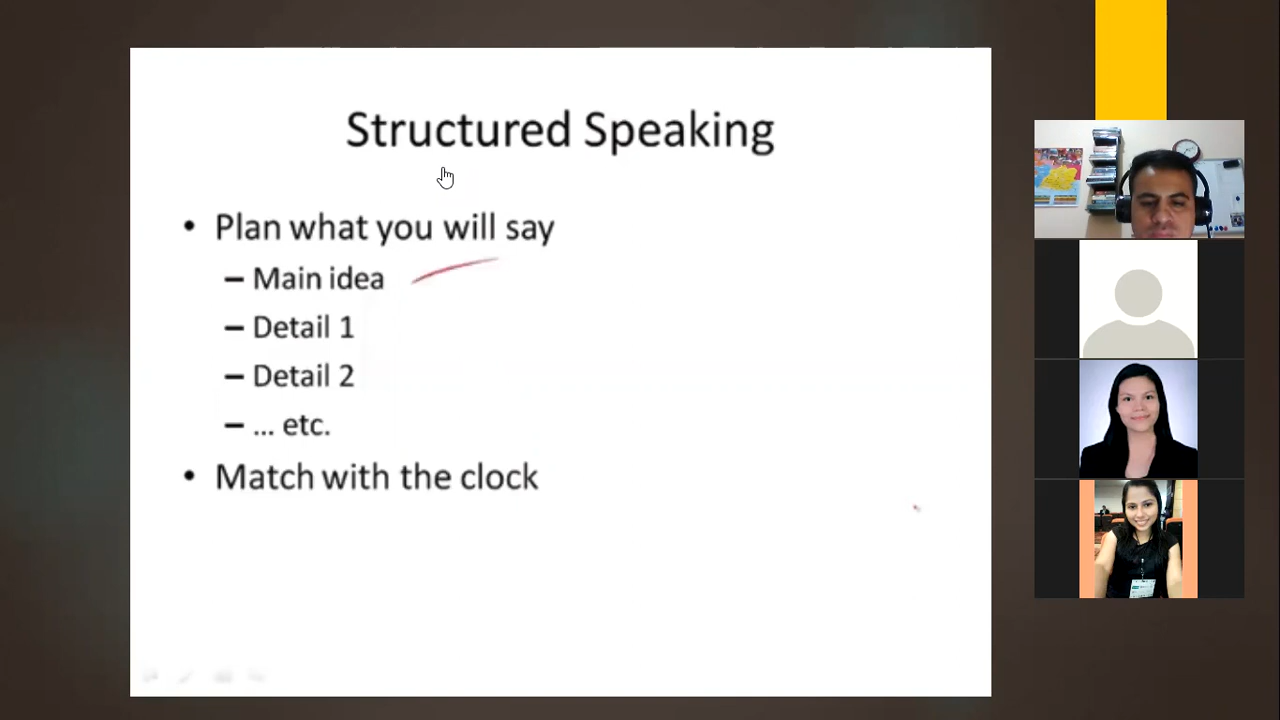 Structured Speaking
• Plan what you will say
– Main idea
– Detail 1
– Detail 2
– ... etc.
• Match with the clock